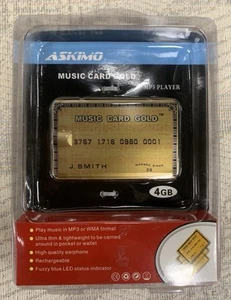 ASKIMO
MUSIC CARD GOLD
MP3 PLAYER
MUSIC CARD GOLD™
3767 1716 0960 0001
J. SMITH
4GB
Play music in MP3 or WMA format
Ultra thin & lightweight to be carried
around in pocket or wallet
High quality earphone
Rechargeable
Fuzzy blue LED status indicator